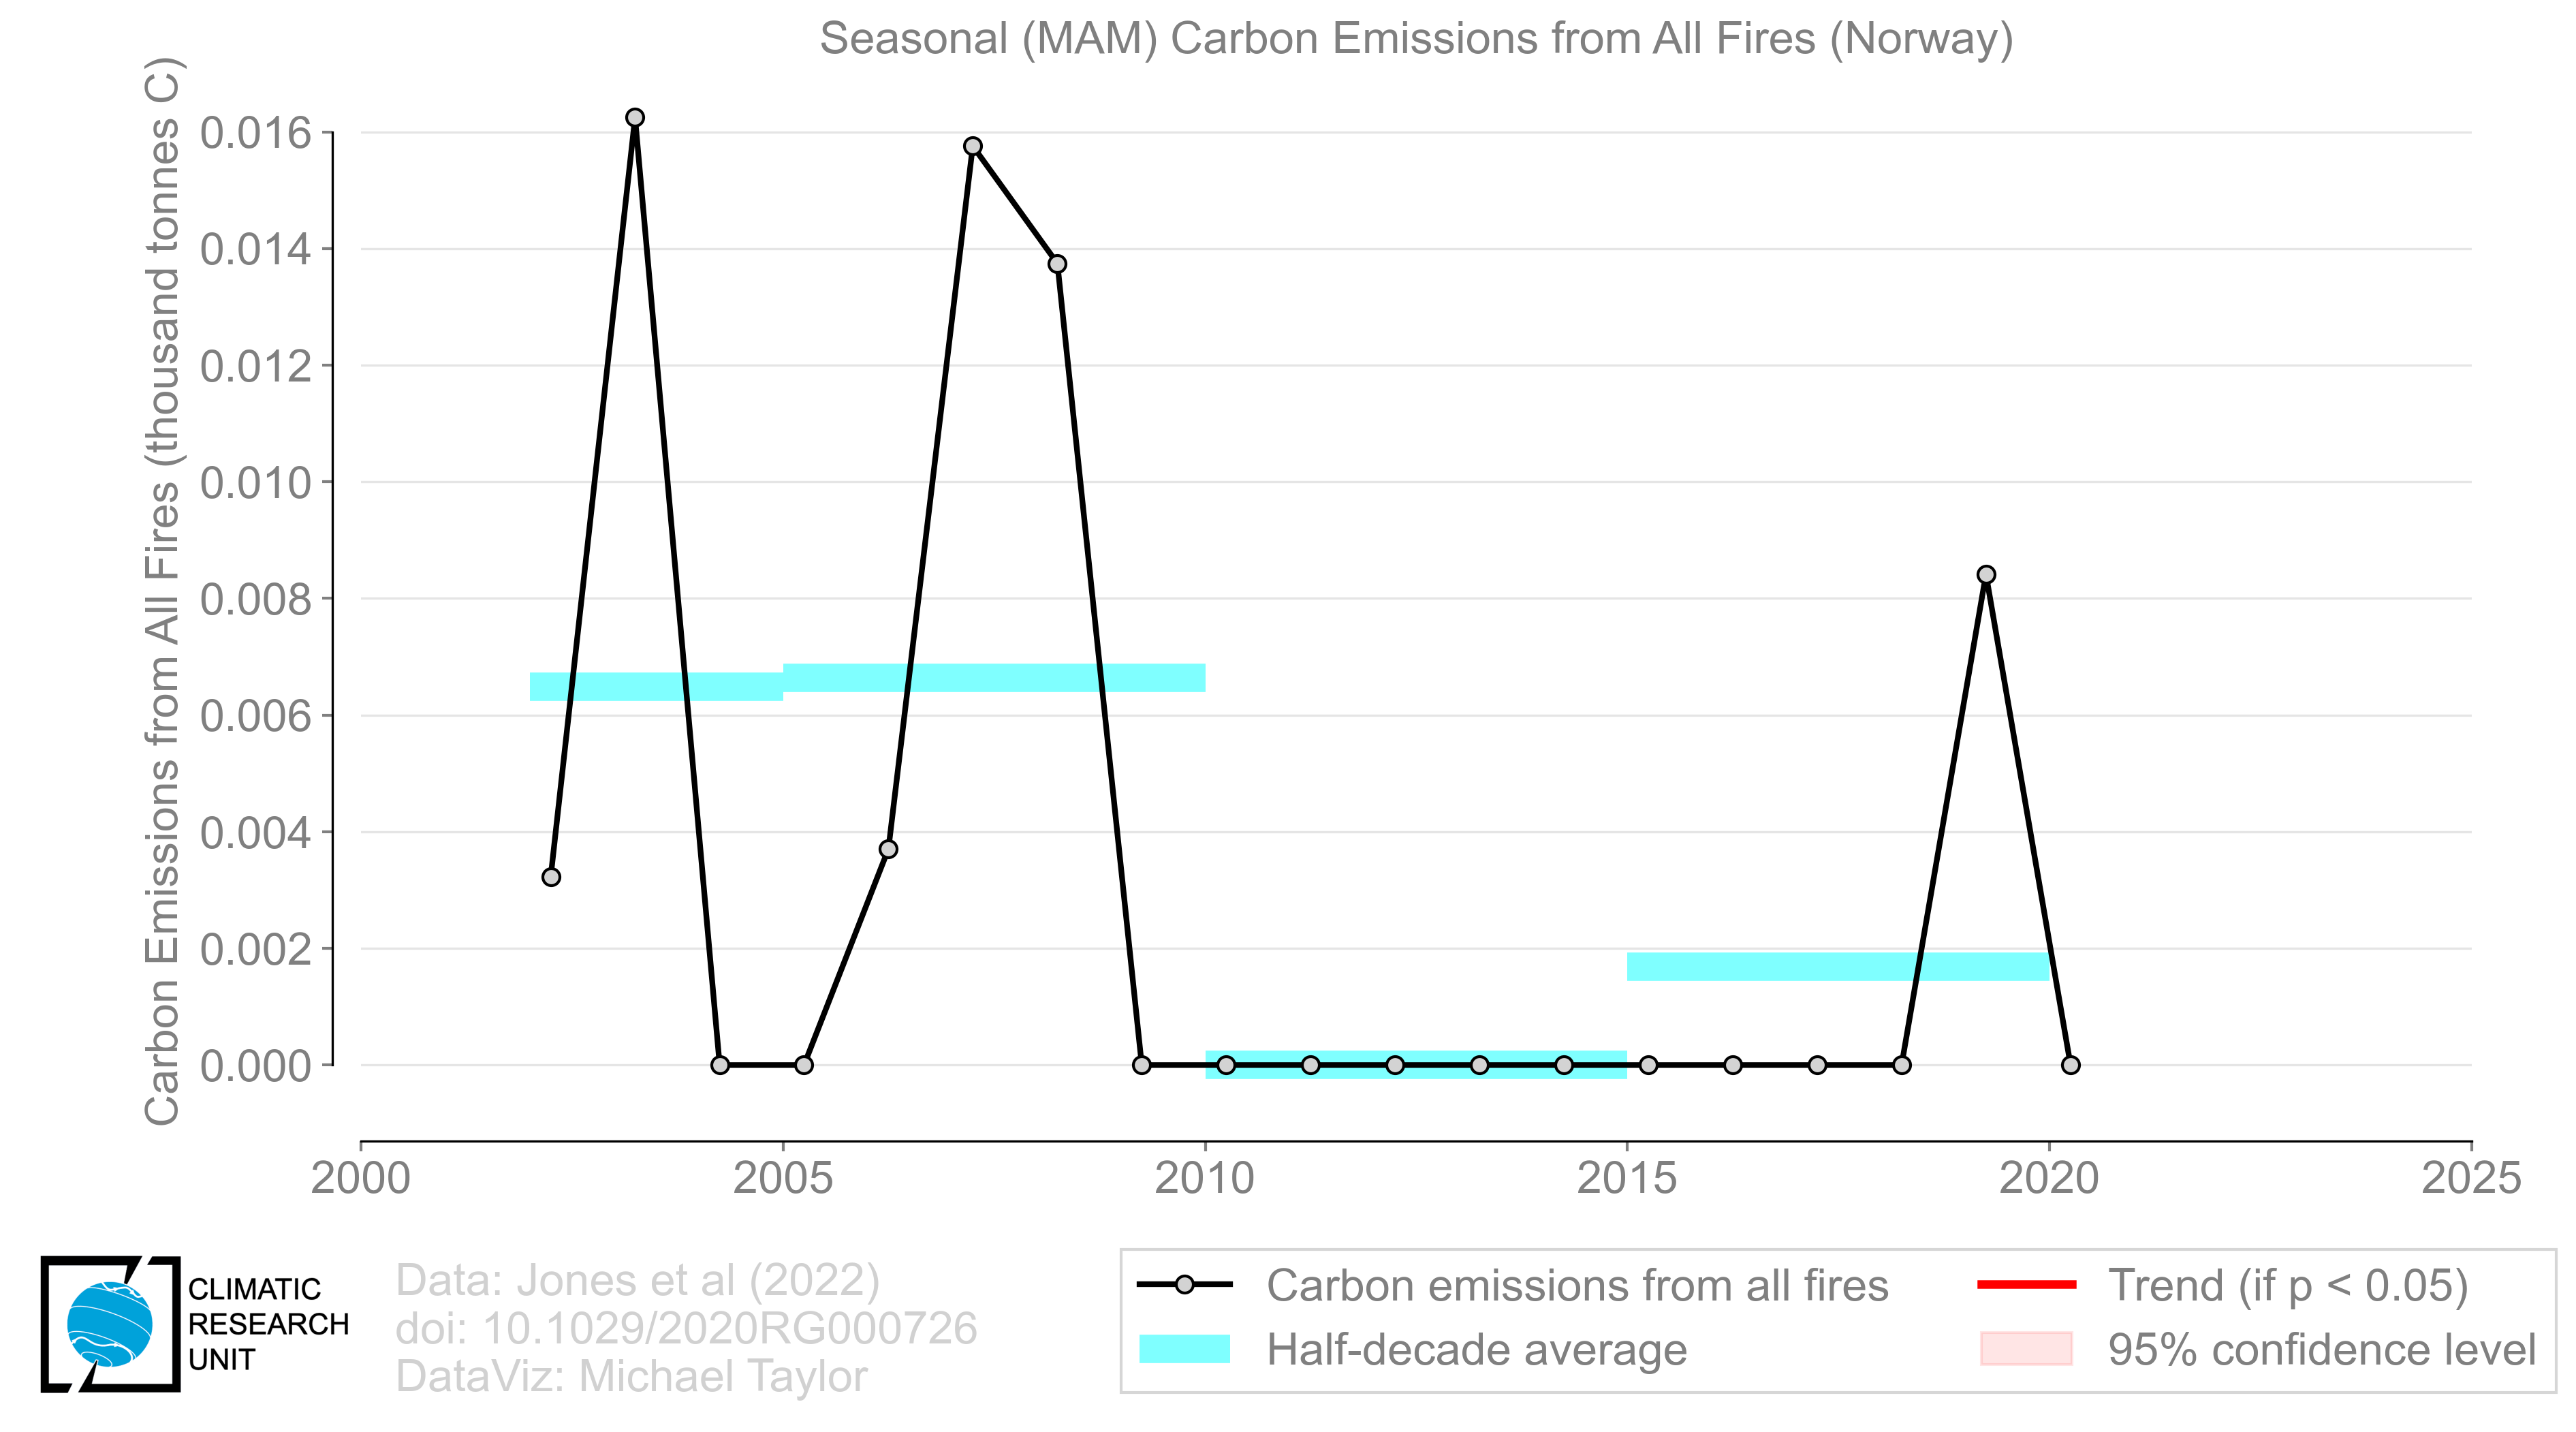 Seasonal (MAM) Carbon Emissions from All Fires (Norway)
Carbon Emissions from All Fires (thousand tonnes C)
0.016
0.014
0.012
0.010
0.008
0.006
0.004
0.002
0.000
2000
2005
2010
2015
2020
2025
CLIMATIC
RESEARCH
UNIT
Data: Jones et al (2022)
doi: 10.1029/2020RG000726
DataViz: Michael Taylor
Carbon emissions from all fires
Half-decade average
Trend (if p < 0.05)
95% confidence level